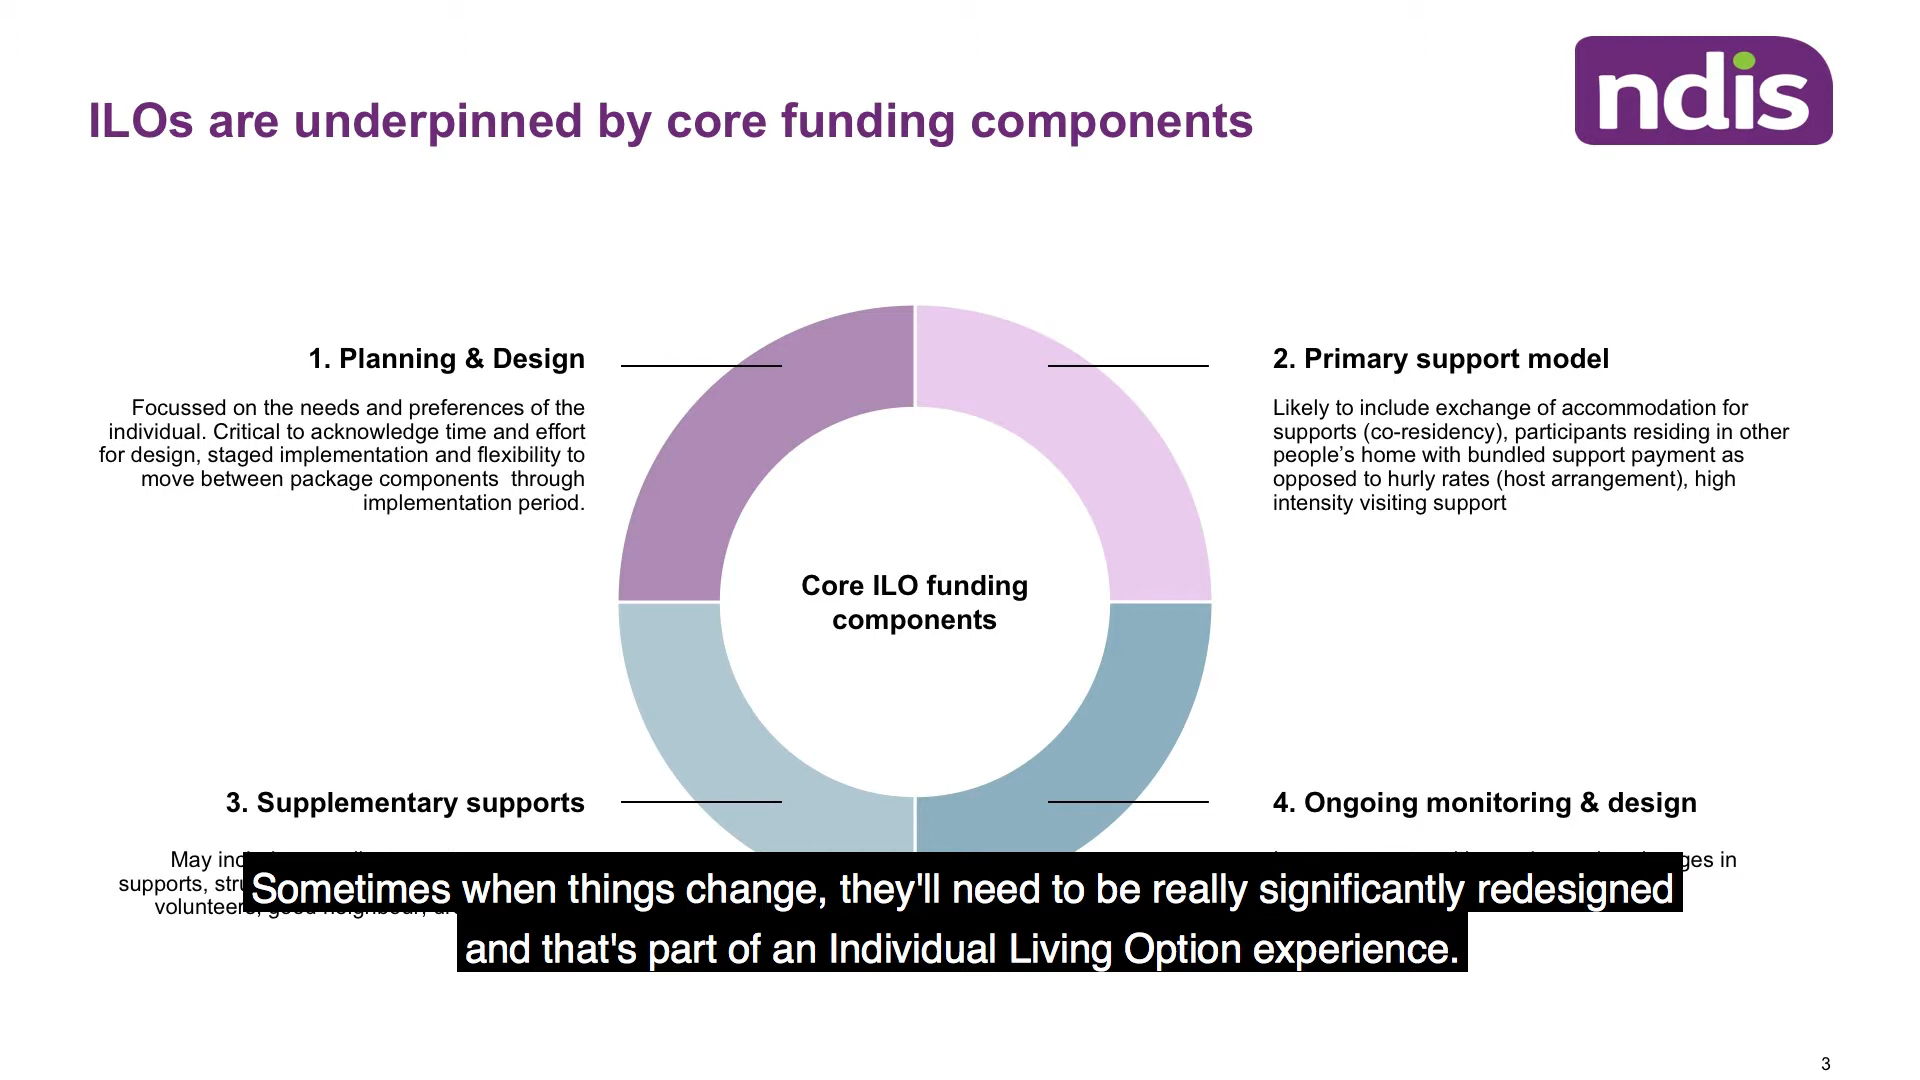 ILOs are underpinned by core funding components
ndis
1. Planning & Design
Focussed on the needs and preferences of the
individual. Critical to acknowledge time and effort
for design, staged implementation and flexibility to
move between package components through
implementation period.
2. Primary support model
Likely to include exchange of accommodation for
supports (co-residency), participants residing in other
people’s home with bundled support payment as
opposed to hurly rates (host arrangement), high
intensity visiting support
Core ILO funding
components
3. Supplementary supports
May
supports,
volunteers, good neighbour,
4. Ongoing monitoring & design
in
Sometimes when things change, they'll need to be really significantly redesigned
and that's part of an Individual Living Option experience.
3